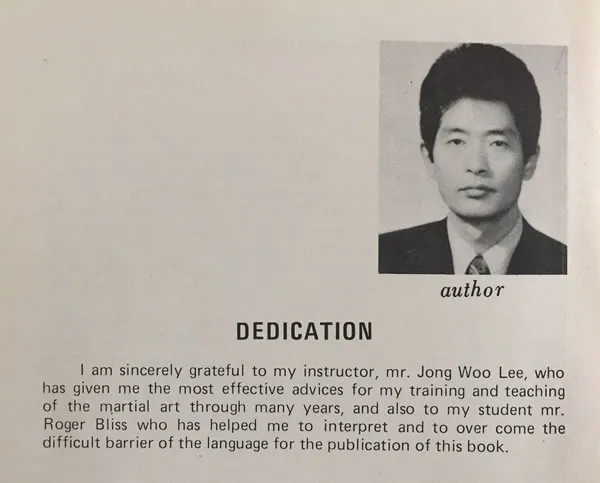 author
DEDICATION
I am sincerely grateful to my instructor, mr. Jong Woo Lee, who
has given me the most effective advices for my training and teaching
of the martial art through many years, and also to my student mr.
Roger Bliss who has helped me to interpret and to over come the
difficult barrier of the language for the publication of this book.